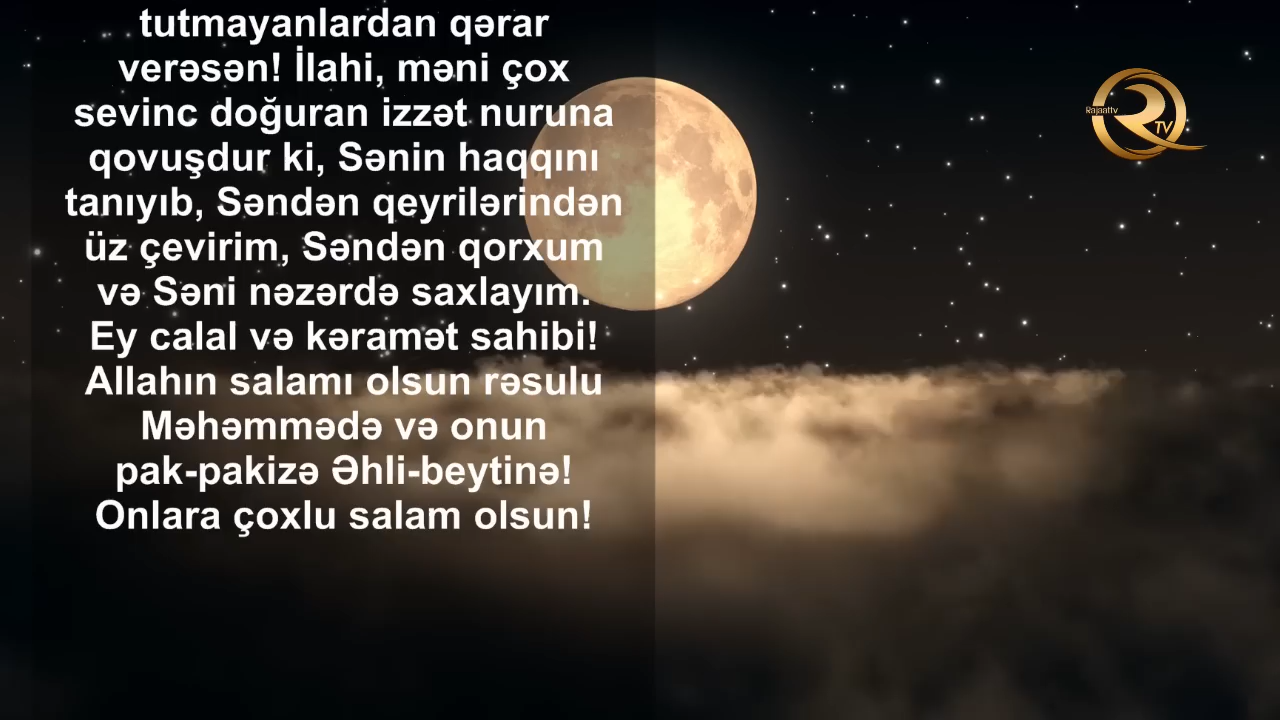 tutmayanlardan qərar
verəsən! İlahi, məni çox
sevinc doğuran izzət nuruna
qovuşdur ki, Sənin haqqını
tanıyıb, Səndən qeyrilərindən
üz çevirim, Səndən qorxum
və Səni nəzərdə saxlayım.
Ey calal və kəramət sahibi!
Allahın salamı olsun rəsulu
Məhəmmədə və onun
pak-pakizə Əhli-beytinə!
Onlara çoxlu salam olsun!
Rajaattv
TV